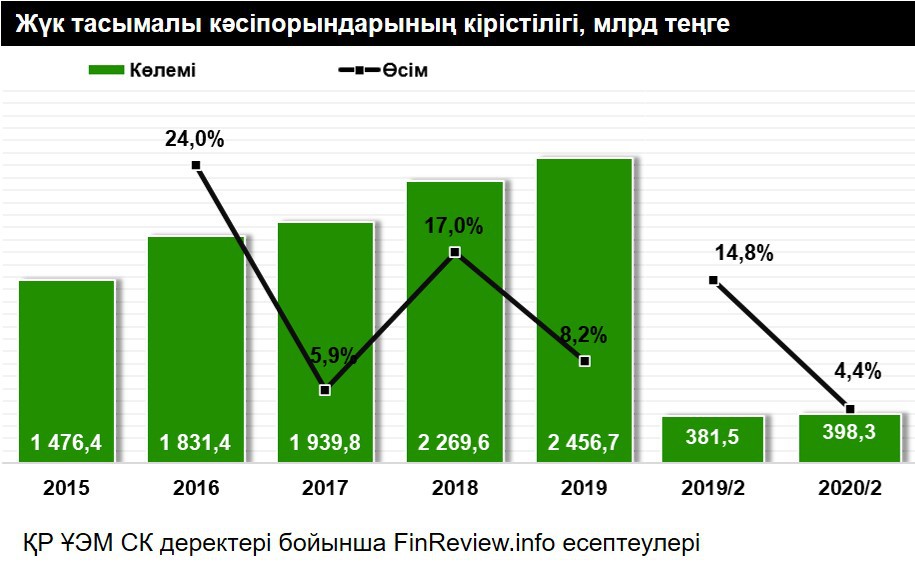 Жүк тасымалы кәсіпорындарының кірістілігі, млрд теңге
Көлемі Өсім
24,0%
17,0%
14,8%
5,9%
8,2%
4,4%
1 476,4 1 831,4 1 939,8 2 269,6 2 456,7 381,5 398,3
2015 2016 2017 2018 2019 2019/2 2020/2
ҚР ҰЭМ СК деректері бойынша FinReview.info есептеулері